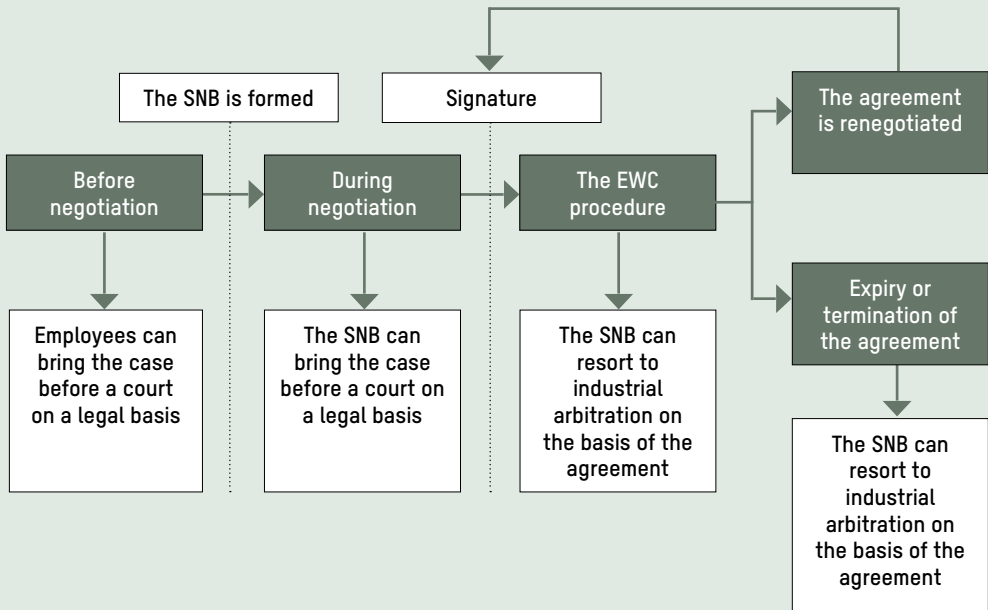 The SNB is formed
Signature
The agreement
is renegotiated
Before
negotiation
During
negotiation
The EWC
procedure
Expiry or
termination of
the agreement
Employees can
bring the case
before a court
on a legal basis
The SNB can
bring the case
before a court on
a legal basis
The SNB can
resort to
industrial
arbitration on
the basis of the
agreement
The SNB can
resort to
industrial
arbitration on
the basis of the
agreement